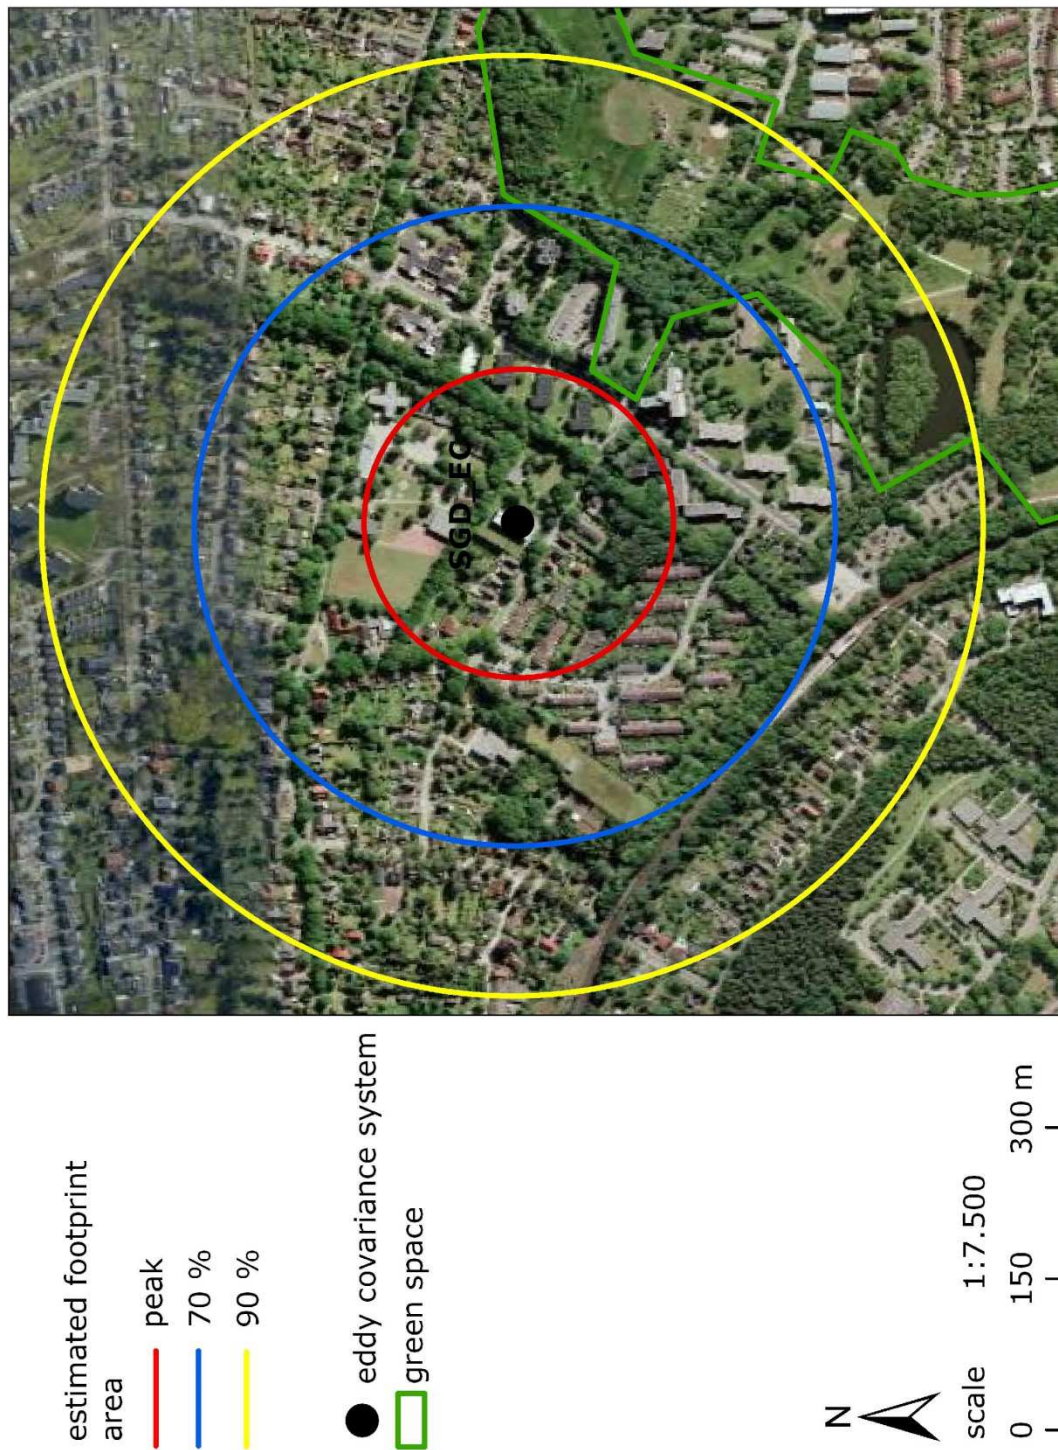 SGD_EC
estimated footprint
area
peak
70 %
90 %
eddy covariance system
green space
N
scale
1:7.500
0 150 300 m